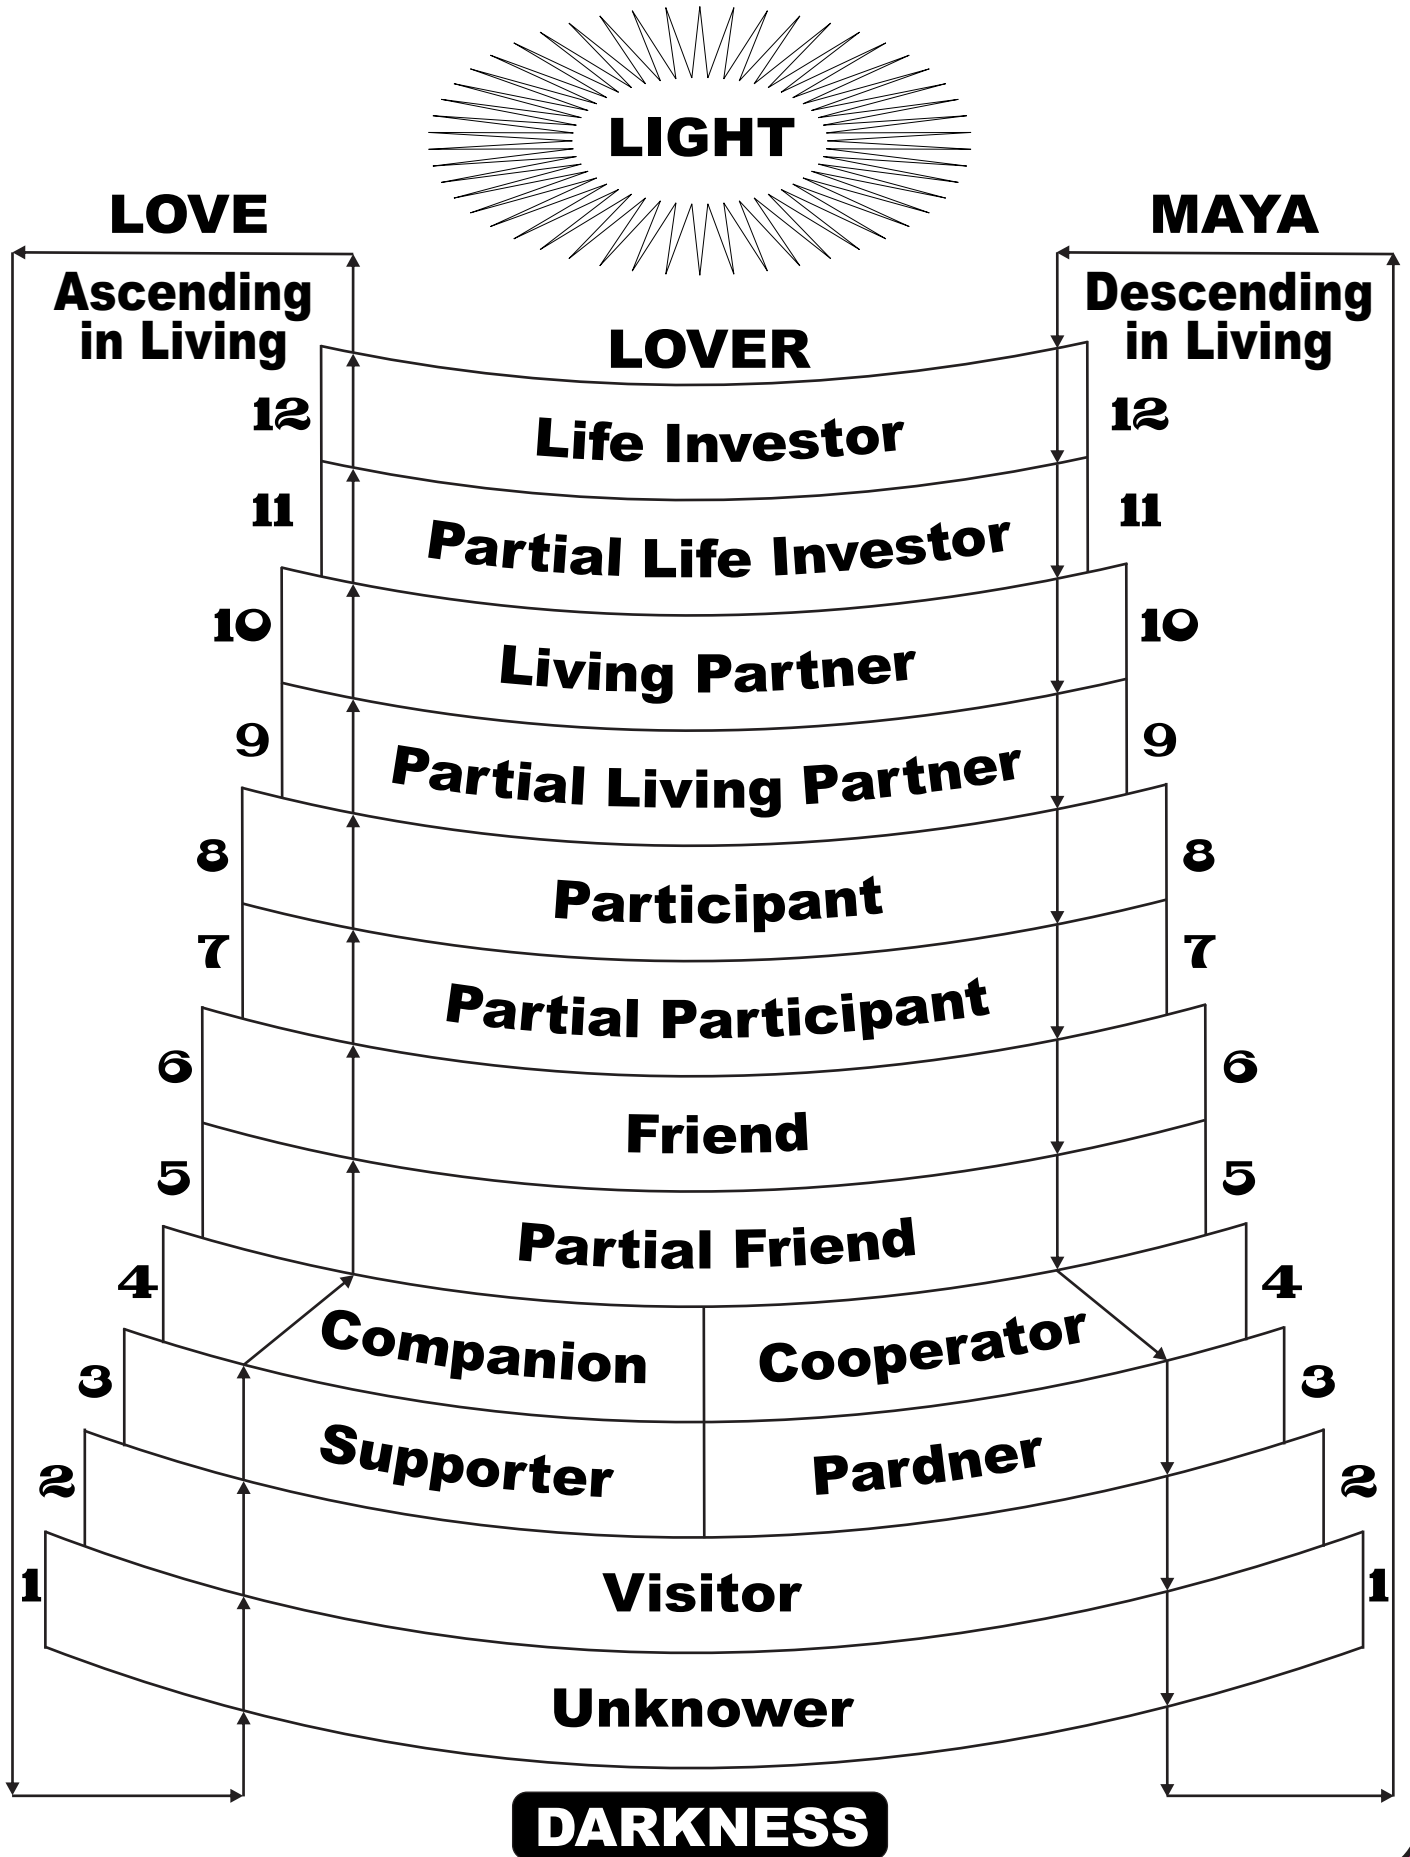 LIGHT
LOVE
MAYA
Ascending
in Living
Descending
in Living
LOVER
12 Life Investor 12
11 Partial Life Investor 11
10 Living Partner 10
9 Partial Living Partner 9
8 Participant 8
7 Partial Participant 7
6 Friend 6
5 Partial Friend 5
4 Companion Cooperator 4
3 Supporter Pardner 3
2 Visitor 2
1 Unknower 1
DARKNESS